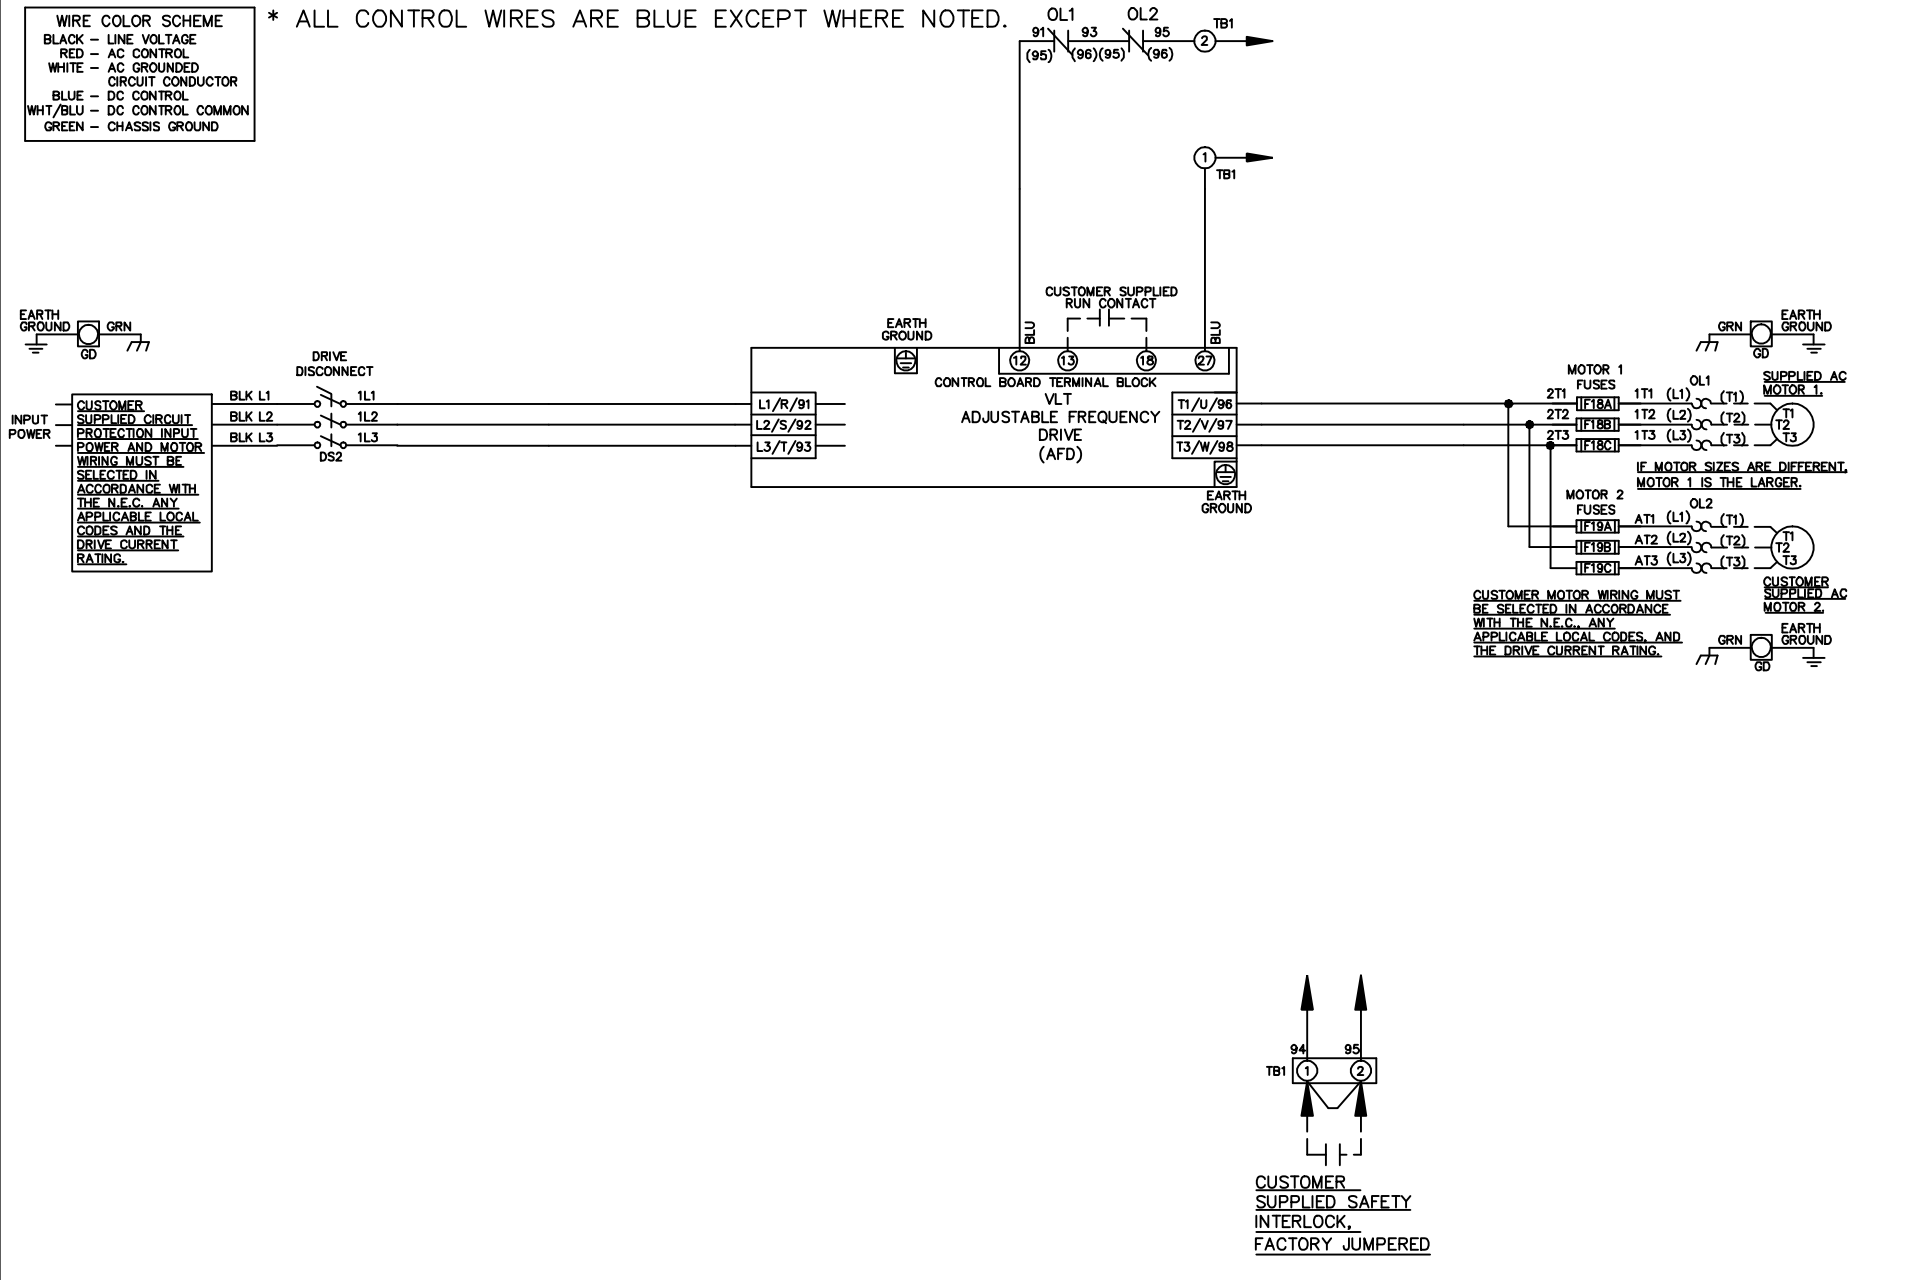 WIRE COLOR SCHEME
BLACK – LINE VOLTAGE
RED – AC CONTROL
WHITE – AC GROUNDED
CIRCUIT CONDUCTOR
BLUE – DC CONTROL
WHT/BLU – DC CONTROL COMMON
GREEN – CHASSIS GROUND
* ALL CONTROL WIRES ARE BLUE EXCEPT WHERE NOTED.
OL1 OL2
91 93 95 2 TB1
(95) (96)(95) (96)
1
TB1
CUSTOMER SUPPLIED
RUN CONTACT
BLU BLU
EARTH
GROUND
12 13 18 27
CONTROL BOARD TERMINAL BLOCK
VLT
ADJUSTABLE FREQUENCY
DRIVE
(AFD)
L1/R/91
L2/S/92
L3/T/93
T1/U/96
T2/V/97
T3/W/98
EARTH
GROUND
EARTH
GROUND GRN
GD
INPUT
POWER
CUSTOMER
SUPPLIED CIRCUIT
PROTECTION INPUT
POWER AND MOTOR
WIRING MUST BE
SELECTED IN
ACCORDANCE WITH
THE N.E.C. ANY
APPLICABLE LOCAL
CODES AND THE
DRIVE CURRENT
RATING.
DRIVE
DISCONNECT
BLK L1 1L1
BLK L2 1L2
BLK L3 1L3
DS2
EARTH
GRN GROUND
GD
MOTOR 1
FUSES
OL1
SUPPLIED AC
MOTOR 1.
2T1 F18A 1T1 (L1) (T1) T1
2T2 F18B 1T2 (L2) (T2) T2
2T3 F18C 1T3 (L3) (T3) T3
IF MOTOR SIZES ARE DIFFERENT,
MOTOR 1 IS THE LARGER.
MOTOR 2
FUSES
OL2
F19A AT1 (L1) (T1) T1
F19B AT2 (L2) (T2) T2
F19C AT3 (L3) (T3) T3
CUSTOMER
SUPPLIED AC
MOTOR 2.
CUSTOMER MOTOR WIRING MUST
BE SELECTED IN ACCORDANCE
WITH THE N.E.C., ANY
APPLICABLE LOCAL CODES, AND
THE DRIVE CURRENT RATING.
EARTH
GRN GROUND
GD
94 95
TB1 1 2
CUSTOMER
SUPPLIED SAFETY
INTERLOCK,
FACTORY JUMPERED